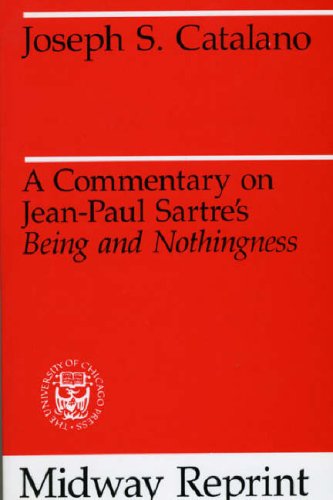 Joseph S. Catalano
A Commentary on
Jean-Paul Sartre's
Being and Nothingness
THE UNIVERSITY OF CHICAGO PRESS
Midway Reprint